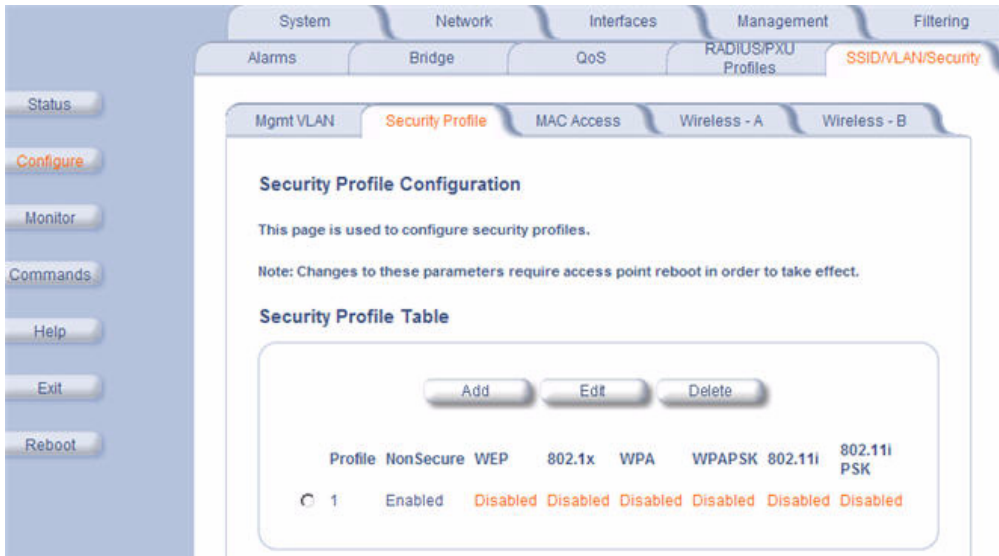 System Network Interfaces Management Filtering
Alarms Bridge QoS RADIUS/PXU Profiles SSID/VLAN/Security
Status
Configure
Monitor
Commands
Help
Exit
Reboot
Mgmt VLAN Security Profile MAC Access Wireless - A Wireless - B
Security Profile Configuration
This page is used to configure security profiles.
Note: Changes to these parameters require access point reboot in order to take effect.
Security Profile Table
Add Edit Delete
Profile NonSecure WEP 802.1x WPA WPAPSK 802.11i 802.11i PSK
1 Enabled Disabled Disabled Disabled Disabled Disabled Disabled